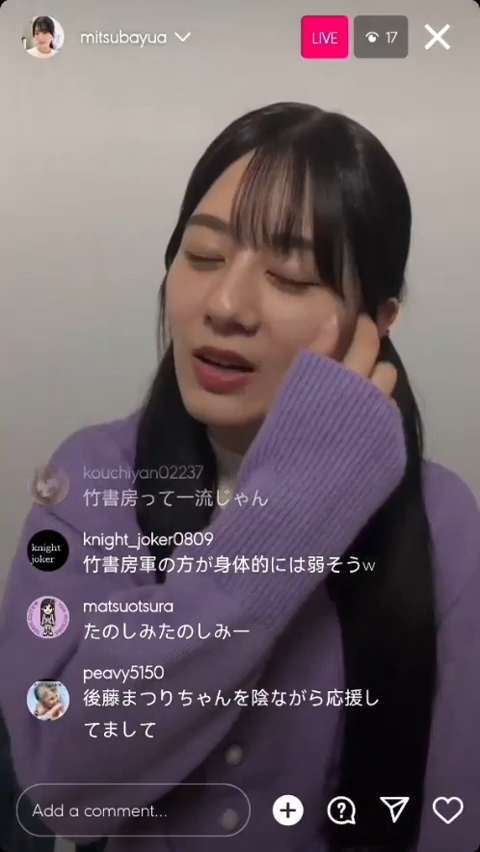 mitsubayua
LIVE
17
kouchiyan02237
竹書房って一流じゃん
knight joker
knight_joker0809
竹書房軍の方が身体的には弱そうw
matsuotsura
たのしみたのしみー
peavy5150
後藤まつりちゃんを陰ながら応援し
てまして
Add a comment...